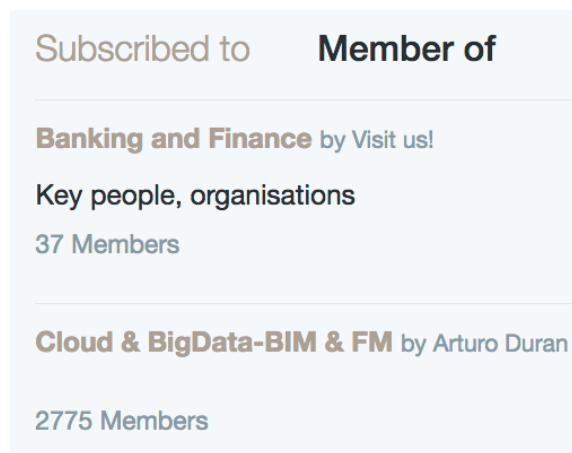 Subscribed to Member of
Banking and Finance by Visit us!
Key people, organisations
37 Members
Cloud & BigData-BIM & FM by Arturo Duran
2775 Members